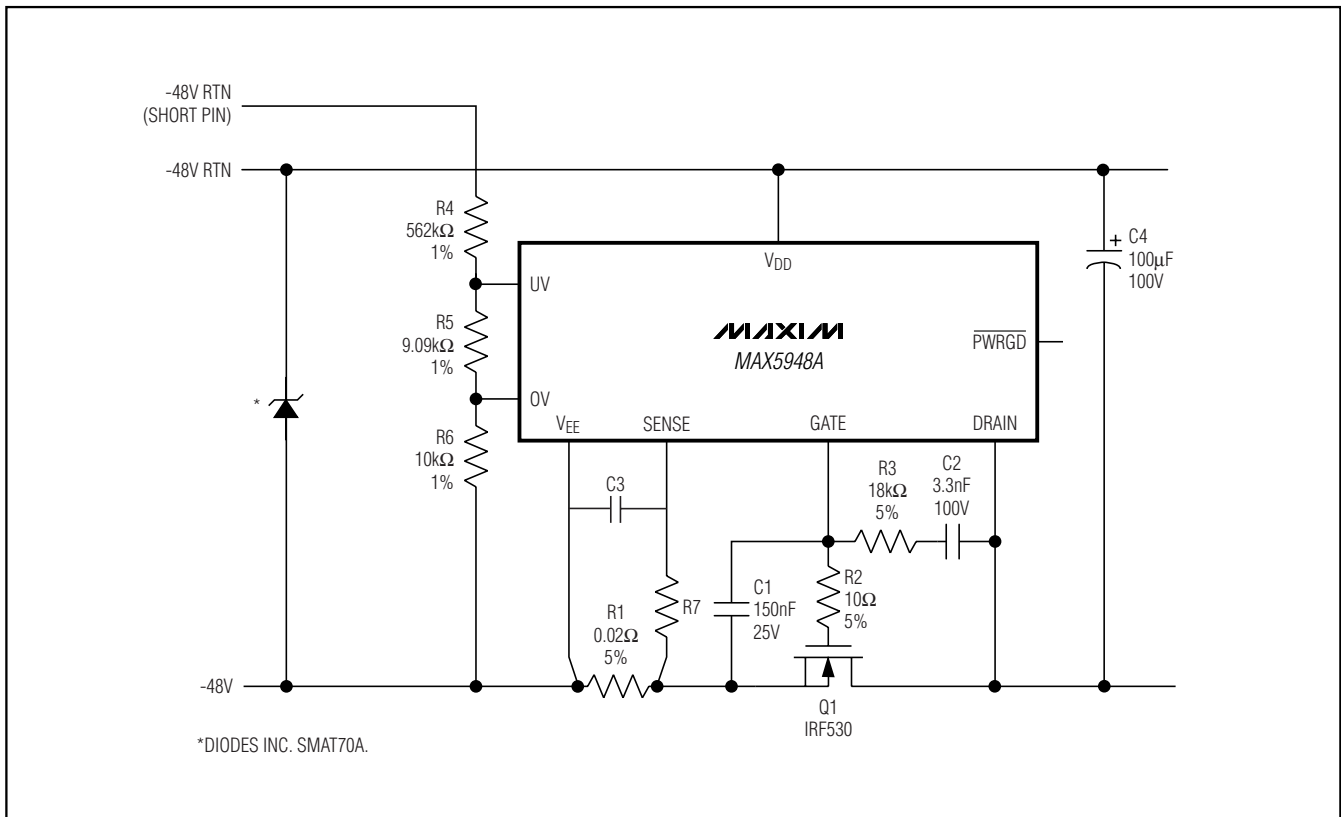 -48V RTN
(SHORT PIN)
-48V RTN
R4
562kΩ
1%
UV
VDD
+ C4
100µF
100V
R5
9.09kΩ
1%
MAXIM
MAX5948A
PWRGD
*
OV
R6
10kΩ
1%
VEE
SENSE
GATE
DRAIN
C3
R3
18kΩ
5%
C2
3.3nF
100V
R7
C1
150nF
25V
R2
10Ω
5%
R1
0.02Ω
5%
-48V
Q1
IRF530
*DIODES INC. SMAT70A.